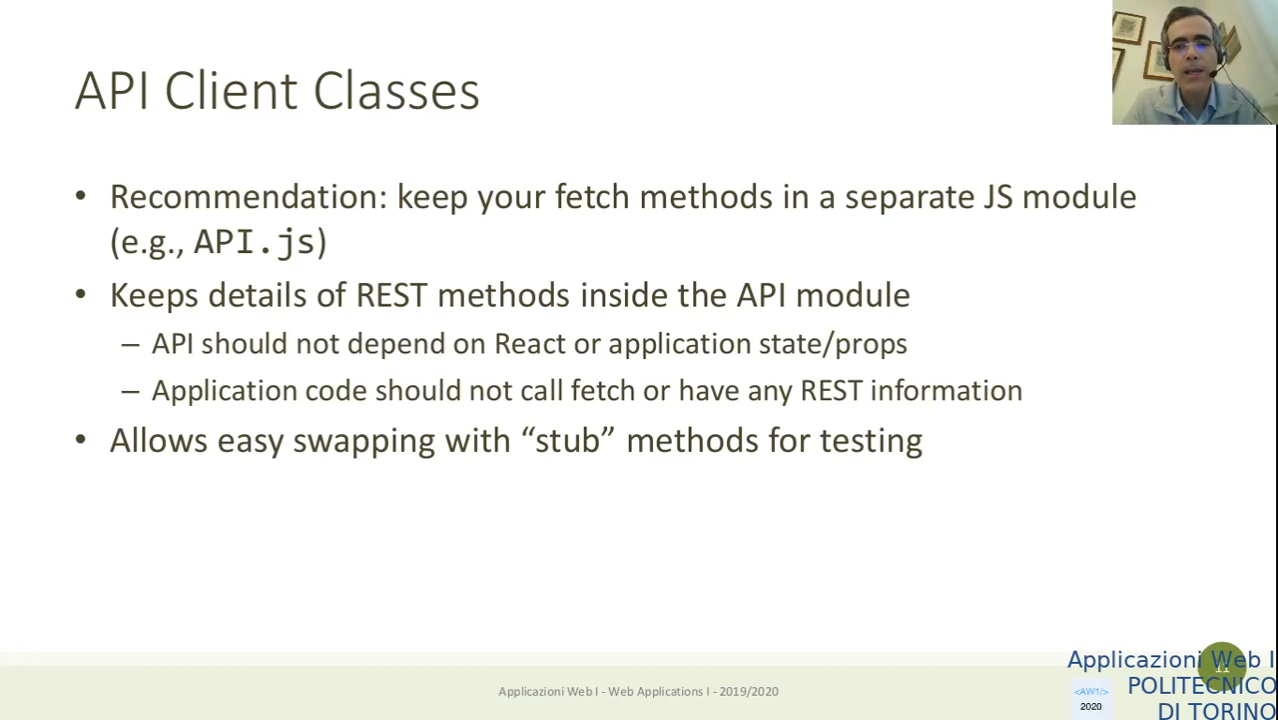 API Client Classes
• Recommendation: keep your fetch methods in a separate JS module
(e.g., API.js)
• Keeps details of REST methods inside the API module
– API should not depend on React or application state/props
– Application code should not call fetch or have any REST information
• Allows easy swapping with “stub” methods for testing
Applicazioni Web I - Web Applications I - 2019/2020
11
Applicazioni Web I
POLITECNICO
DI TORINO
<AW1/>
2020